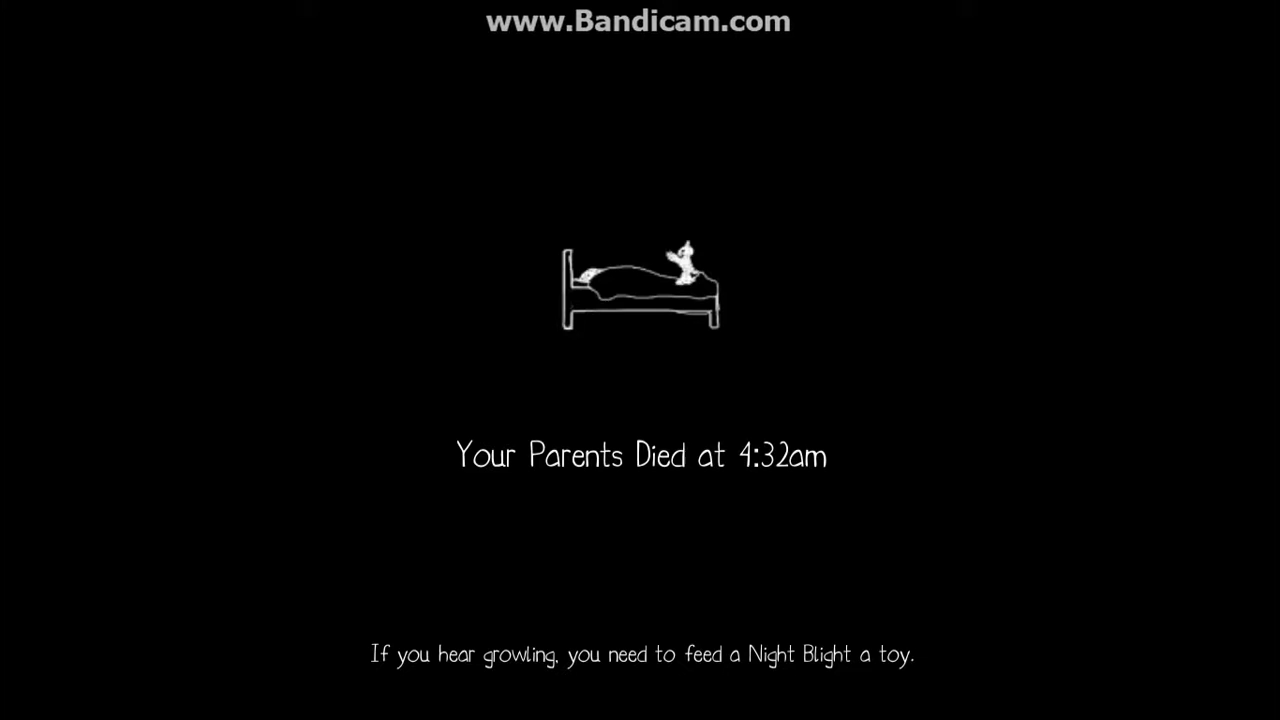 www.Bandicam.com
Your Parents Died at 4:32am
If you hear growling, you need to feed a Night Blight a toy.